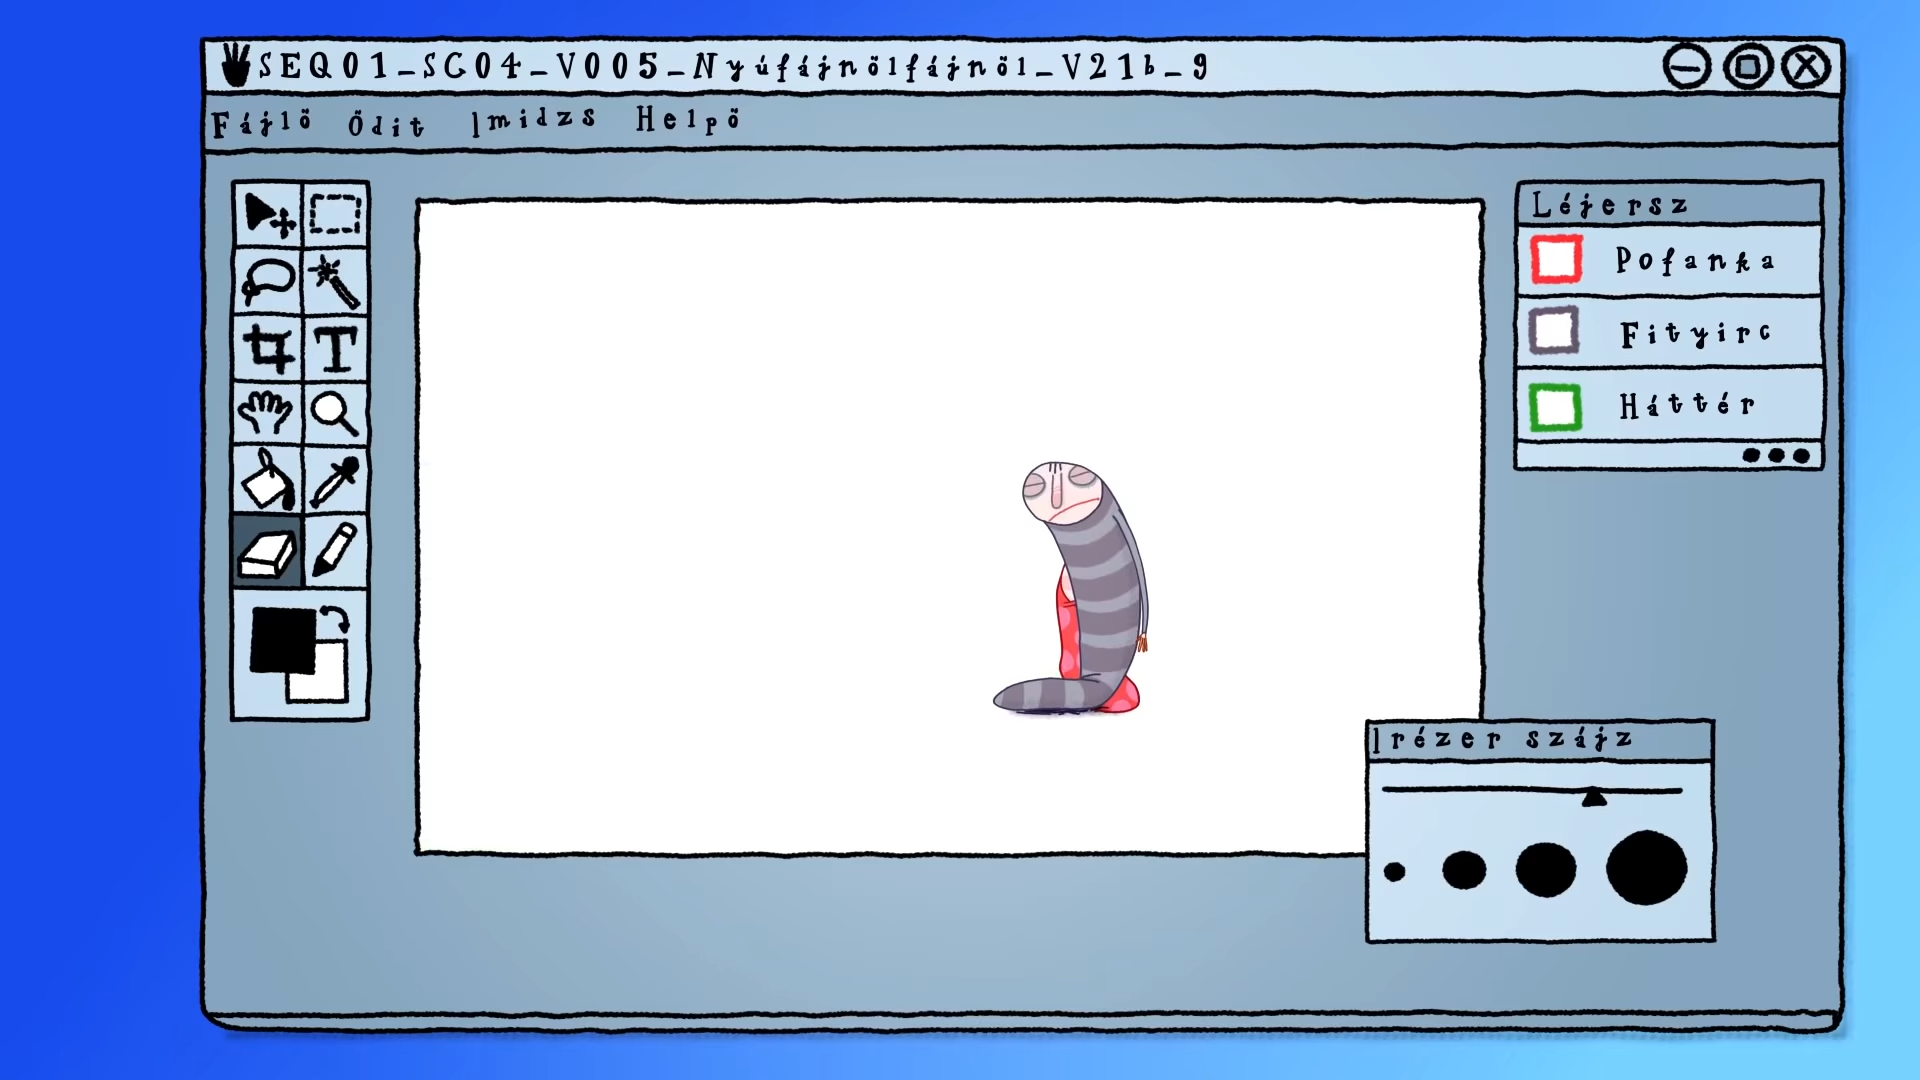 SEQ01_SC04_V005_Nyúfájnölfájnöl_V21b_9
Fájlö Ödit Imidzs Helpö
Léjersz
Pofanka
Fityirc
Háttér
Irézer szájz